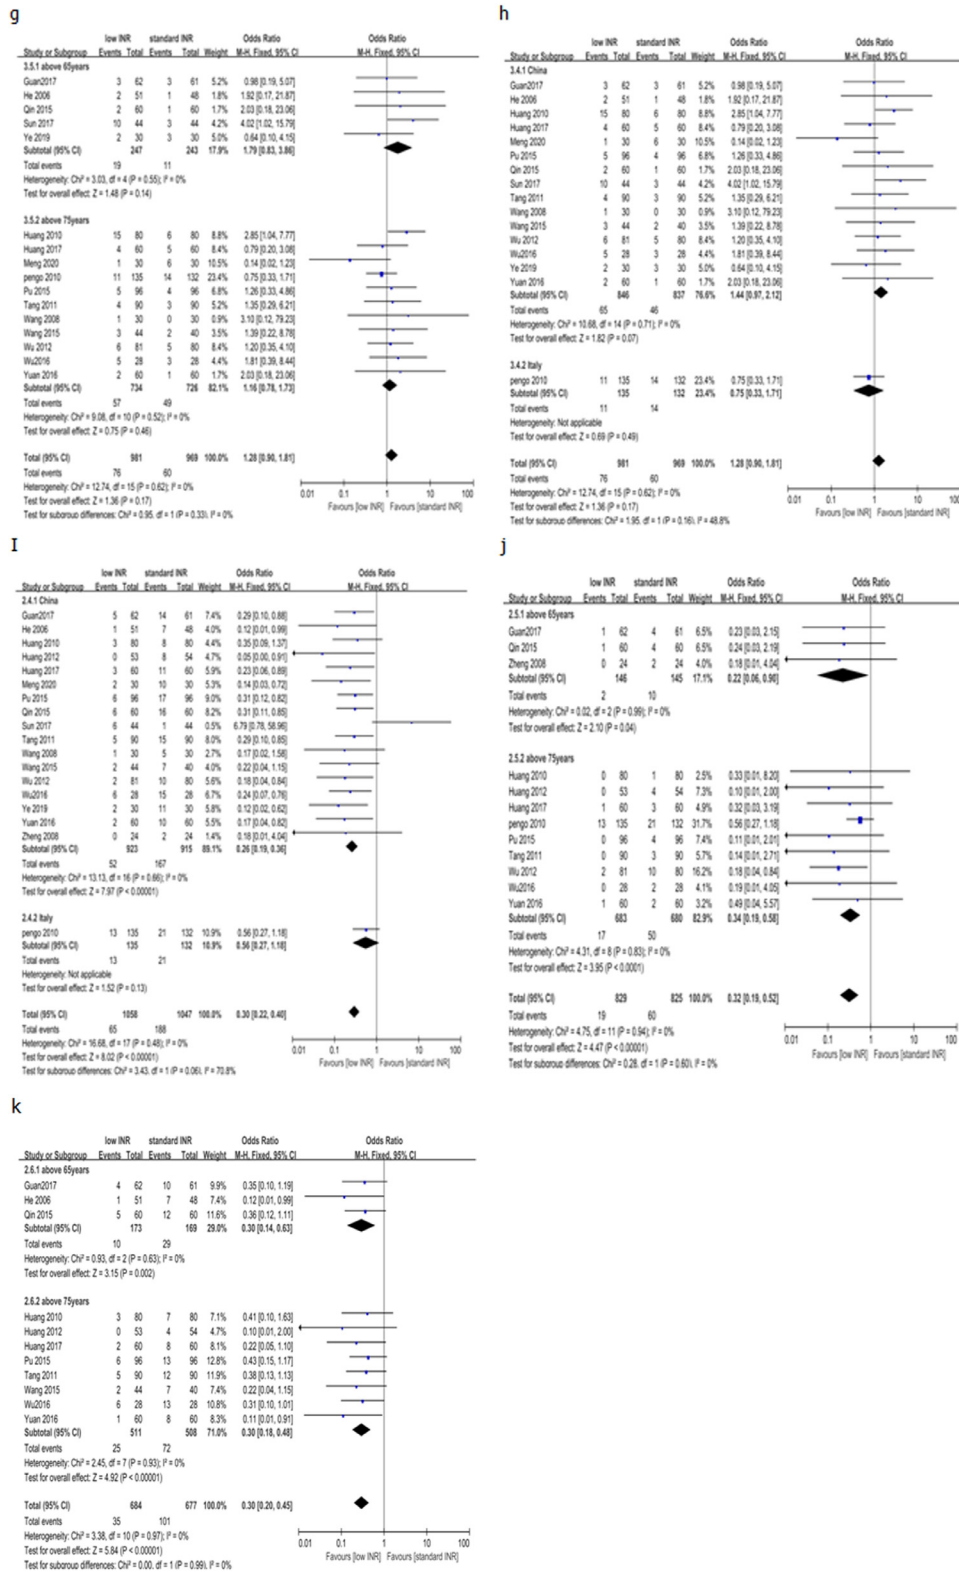 g
low INR standard INR Odds Ratio Odds Ratio
Study or Subgroup Events Total Events Total Weight M-H, Fixed, 95% CI M-H, Fixed, 95% CI
3.5.1 above 65years
Guan2017 3 62 3 61 5.2% 0.98 [0.19, 5.07]
He 2006 2 51 1 48 1.8% 1.92 [0.17, 21.87]
Qin 2015 2 60 1 60 1.7% 2.03 [0.18, 23.06]
Sun 2017 10 44 3 44 4.2% 4.02 [1.02, 15.79]
Ye 2019 2 30 3 30 5.0% 0.64 [0.10, 4.15]
Subtotal (95% CI) 247 243 17.9% 1.79 [0.83, 3.86]
Total events 19 11
Heterogeneity: Chi² = 3.03, df = 4 (P = 0.55); I² = 0%
Test for overall effect: Z = 1.48 (P = 0.14)
3.5.2 above 75years
Huang 2010 15 80 6 80 8.8% 2.85 [1.04, 7.77]
Huang 2017 4 60 5 60 8.4% 0.79 [0.20, 3.08]
Meng 2020 1 30 6 30 10.5% 0.14 [0.02, 1.23]
pengo 2010 11 135 14 132 23.4% 0.75 [0.33, 1.71]
Pu 2015 5 96 4 96 6.8% 1.26 [0.33, 4.86]
Tang 2011 4 90 3 90 5.2% 1.35 [0.29, 6.21]
Wang 2008 1 30 0 30 0.9% 3.10 [0.12, 79.23]
Wang 2015 3 44 2 40 3.5% 1.39 [0.22, 8.78]
Wu 2012 6 81 5 80 8.4% 1.20 [0.35, 4.10]
Wu2016 5 28 3 28 4.4% 1.81 [0.39, 8.44]
Yuan 2016 2 60 1 60 1.7% 2.03 [0.18, 23.06]
Subtotal (95% CI) 734 726 82.1% 1.16 [0.78, 1.73]
Total events 57 49
Heterogeneity: Chi² = 9.08, df = 10 (P = 0.52); I² = 0%
Test for overall effect: Z = 0.75 (P = 0.46)
Total (95% CI) 981 969 100.0% 1.28 [0.90, 1.81]
Total events 76 60
Heterogeneity: Chi² = 12.74, df = 15 (P = 0.62); I² = 0%
Test for overall effect: Z = 1.36 (P = 0.17)
Test for subgroup differences: Chi² = 0.95, df = 1 (P = 0.33), I² = 0%
0.01 0.1 1 10 100
Favours [low INR] Favours [standard INR]
h
low INR standard INR Odds Ratio Odds Ratio
Study or Subgroup Events Total Events Total Weight M-H, Fixed, 95% CI M-H, Fixed, 95% CI
3.4.1 China
Guan2017 3 62 3 61 5.2% 0.98 [0.19, 5.07]
He 2006 2 51 1 48 1.8% 1.92 [0.17, 21.87]
Huang 2010 15 80 6 80 8.8% 2.85 [1.04, 7.77]
Huang 2017 4 60 5 60 8.4% 0.79 [0.20, 3.08]
Meng 2020 1 30 6 30 10.5% 0.14 [0.02, 1.23]
Pu 2015 5 96 4 96 6.8% 1.26 [0.33, 4.86]
Qin 2015 2 60 1 60 1.7% 2.03 [0.18, 23.06]
Sun 2017 10 44 3 44 4.2% 4.02 [1.02, 15.79]
Tang 2011 4 90 3 90 5.2% 1.35 [0.29, 6.21]
Wang 2008 1 30 0 30 0.9% 3.10 [0.12, 79.23]
Wang 2015 3 44 2 40 3.5% 1.39 [0.22, 8.78]
Wu 2012 6 81 5 80 8.4% 1.20 [0.35, 4.10]
Wu2016 5 28 3 28 4.4% 1.81 [0.39, 8.44]
Ye 2019 2 30 3 30 5.0% 0.64 [0.10, 4.15]
Yuan 2016 2 60 1 60 1.7% 2.03 [0.18, 23.06]
Subtotal (95% CI) 846 837 76.6% 1.44 [0.97, 2.12]
Total events 65 46
Heterogeneity: Chi² = 10.68, df = 14 (P = 0.71); I² = 0%
Test for overall effect: Z = 1.82 (P = 0.07)
3.4.2 Italy
pengo 2010 11 135 14 132 23.4% 0.75 [0.33, 1.71]
Subtotal (95% CI) 135 132 23.4% 0.75 [0.33, 1.71]
Total events 11 14
Heterogeneity: Not applicable
Test for overall effect: Z = 0.69 (P = 0.49)
Total (95% CI) 981 969 100.0% 1.28 [0.90, 1.81]
Total events 76 60
Heterogeneity: Chi² = 12.74, df = 15 (P = 0.62); I² = 0%
Test for overall effect: Z = 1.36 (P = 0.17)
Test for subgroup differences: Chi² = 1.95, df = 1 (P = 0.16), I² = 48.8%
0.01 0.1 1 10 100
Favours [low INR] Favours [standard INR]
I
low INR standard INR Odds Ratio Odds Ratio
Study or Subgroup Events Total Events Total Weight M-H, Fixed, 95% CI M-H, Fixed, 95% CI
2.4.1 China
Guan2017 5 62 14 61 7.4% 0.29 [0.10, 0.88]
He 2006 1 51 7 48 4.0% 0.12 [0.01, 0.99]
Huang 2010 3 80 8 80 4.4% 0.35 [0.09, 1.37]
Huang 2012 0 53 8 54 4.8% 0.05 [0.00, 0.91]
Huang 2017 3 60 11 60 5.9% 0.23 [0.06, 0.89]
Meng 2020 2 30 10 30 5.3% 0.14 [0.03, 0.72]
Pu 2015 6 96 17 96 9.1% 0.31 [0.12, 0.82]
Qin 2015 6 60 16 60 8.2% 0.31 [0.11, 0.85]
Sun 2017 6 44 1 44 0.5% 6.79 [0.78, 58.96]
Tang 2011 5 90 15 90 8.1% 0.29 [0.10, 0.85]
Wang 2008 1 30 5 30 2.7% 0.17 [0.02, 1.58]
Wang 2015 2 44 7 40 4.0% 0.22 [0.04, 1.15]
Wu 2012 2 81 10 80 5.6% 0.18 [0.04, 0.84]
Wu2016 6 28 15 28 6.7% 0.24 [0.07, 0.76]
Ye 2019 2 30 11 30 5.8% 0.12 [0.02, 0.62]
Yuan 2016 2 60 10 60 5.5% 0.17 [0.04, 0.82]
Zheng 2008 0 24 2 24 1.4% 0.18 [0.01, 4.04]
Subtotal (95% CI) 923 915 89.1% 0.26 [0.19, 0.36]
Total events 52 167
Heterogeneity: Chi² = 13.13, df = 16 (P = 0.66); I² = 0%
Test for overall effect: Z = 7.97 (P < 0.00001)
2.4.2 Italy
pengo 2010 13 135 21 132 10.9% 0.56 [0.27, 1.18]
Subtotal (95% CI) 135 132 10.9% 0.56 [0.27, 1.18]
Total events 13 21
Heterogeneity: Not applicable
Test for overall effect: Z = 1.52 (P = 0.13)
Total (95% CI) 1058 1047 100.0% 0.30 [0.22, 0.40]
Total events 65 188
Heterogeneity: Chi² = 16.68, df = 17 (P = 0.48); I² = 0%
Test for overall effect: Z = 8.02 (P < 0.00001)
Test for subgroup differences: Chi² = 3.43, df = 1 (P = 0.06), I² = 70.8%
0.01 0.1 1 10 100
Favours [low INR] Favours [standard INR]
j
low INR standard INR Odds Ratio Odds Ratio
Study or Subgroup Events Total Events Total Weight M-H, Fixed, 95% CI M-H, Fixed, 95% CI
2.5.1 above 65years
Guan2017 1 62 4 61 6.5% 0.23 [0.03, 2.15]
Qin 2015 1 60 4 60 6.5% 0.24 [0.03, 2.19]
Zheng 2008 0 24 2 24 4.1% 0.18 [0.01, 4.04]
Subtotal (95% CI) 146 145 17.1% 0.22 [0.06, 0.90]
Total events 2 10
Heterogeneity: Chi² = 0.02, df = 2 (P = 0.99); I² = 0%
Test for overall effect: Z = 2.10 (P = 0.04)
2.5.2 above 75years
Huang 2010 0 80 1 80 2.5% 0.33 [0.01, 8.20]
Huang 2012 0 53 4 54 7.3% 0.10 [0.01, 2.00]
Huang 2017 1 60 3 60 4.9% 0.32 [0.03, 3.19]
pengo 2010 13 135 21 132 31.7% 0.56 [0.27, 1.18]
Pu 2015 0 96 4 96 7.4% 0.11 [0.01, 2.01]
Tang 2011 0 90 3 90 5.7% 0.14 [0.01, 2.71]
Wu 2012 2 81 10 80 16.2% 0.18 [0.04, 0.84]
Wu2016 0 28 2 28 4.1% 0.19 [0.01, 4.05]
Yuan 2016 1 60 2 60 3.2% 0.49 [0.04, 5.57]
Subtotal (95% CI) 683 680 82.9% 0.34 [0.19, 0.58]
Total events 17 50
Heterogeneity: Chi² = 4.31, df = 8 (P = 0.83); I² = 0%
Test for overall effect: Z = 3.95 (P < 0.0001)
Total (95% CI) 829 825 100.0% 0.32 [0.19, 0.52]
Total events 19 60
Heterogeneity: Chi² = 4.75, df = 11 (P = 0.94); I² = 0%
Test for overall effect: Z = 4.47 (P < 0.00001)
Test for subgroup differences: Chi² = 0.28, df = 1 (P = 0.60), I² = 0%
0.01 0.1 1 10 100
Favours [low INR] Favours [standard INR]
k
low INR standard INR Odds Ratio Odds Ratio
Study or Subgroup Events Total Events Total Weight M-H, Fixed, 95% CI M-H, Fixed, 95% CI
2.6.1 above 65years
Guan2017 4 62 10 61 9.9% 0.35 [0.10, 1.19]
He 2006 1 51 7 48 7.4% 0.12 [0.01, 0.99]
Qin 2015 5 60 12 60 11.6% 0.36 [0.12, 1.11]
Subtotal (95% CI) 173 169 29.0% 0.30 [0.14, 0.63]
Total events 10 29
Heterogeneity: Chi² = 0.93, df = 2 (P = 0.63); I² = 0%
Test for overall effect: Z = 3.15 (P = 0.002)
2.6.2 above 75years
Huang 2010 3 80 7 80 7.1% 0.41 [0.10, 1.63]
Huang 2012 0 53 4 54 4.7% 0.10 [0.01, 2.00]
Huang 2017 2 60 8 60 8.1% 0.22 [0.05, 1.10]
Pu 2015 6 96 13 96 12.8% 0.43 [0.15, 1.17]
Tang 2011 5 90 12 90 11.9% 0.38 [0.13, 1.13]
Wang 2015 2 44 7 40 7.4% 0.22 [0.04, 1.15]
Wu2016 6 28 13 28 10.8% 0.31 [0.10, 1.01]
Yuan 2016 1 60 8 60 8.3% 0.11 [0.01, 0.91]
Subtotal (95% CI) 511 508 71.0% 0.30 [0.18, 0.48]
Total events 25 72
Heterogeneity: Chi² = 2.45, df = 7 (P = 0.93); I² = 0%
Test for overall effect: Z = 4.92 (P < 0.00001)
Total (95% CI) 684 677 100.0% 0.30 [0.20, 0.45]
Total events 35 101
Heterogeneity: Chi² = 3.38, df = 10 (P = 0.97); I² = 0%
Test for overall effect: Z = 5.84 (P < 0.00001)
Test for subgroup differences: Chi² = 0.00, df = 1 (P = 0.99), I² = 0%
0.01 0.1 1 10 100
Favours [low INR] Favours [standard INR]